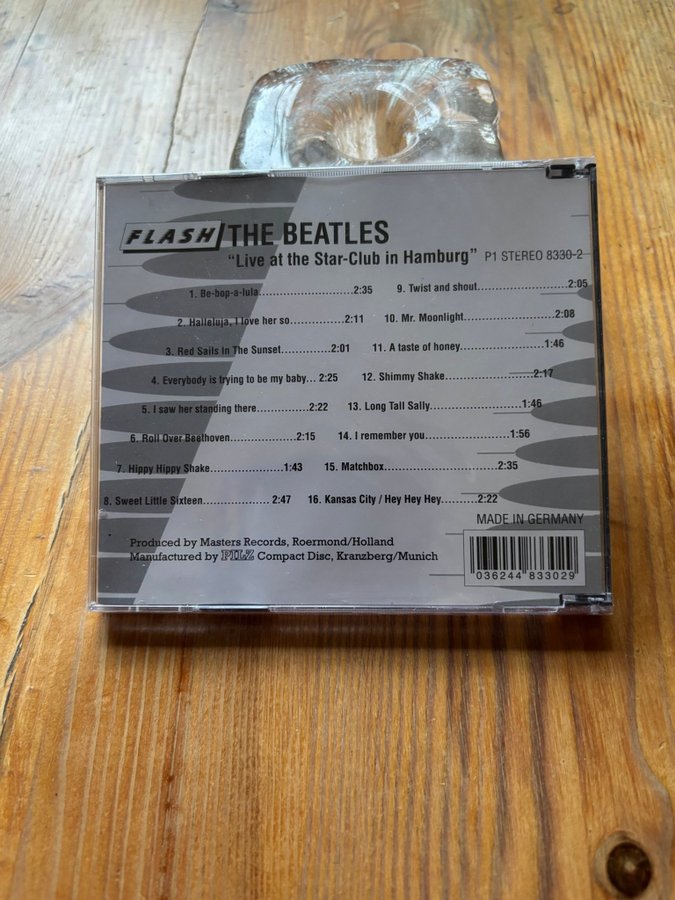 FLASH THE BEATLES
"Live at the Star-Club in Hamburg" P1 STEREO 8330-2
1. Be-bop-a-lula....................2:35
2. Halleluja, I love her so............2:11
3. Red Sails In The Sunset................2:01
4. Everybody is trying to be my baby... 2:25
5. I saw her standing there................2:22
6. Roll Over Beethoven....................2:15
7. Hippy Hippy Shake.......................1:43
8. Sweet Little Sixteen.................... 2:47
9. Twist and shout..........................2:05
10. Mr. Moonlight..........................2:08
11. A taste of honey.........................1:46
12. Shimmy Shake..........................2:17
13. Long Tall Sally...........................1:46
14. I remember you.........................1:56
15. Matchbox.................................2:35
16. Kansas City / Hey Hey Hey..........2:22
MADE IN GERMANY
Produced by Masters Records, Roermond/Holland
Manufactured by PILZ Compact Disc, Kranzberg/Munich
036244 833029